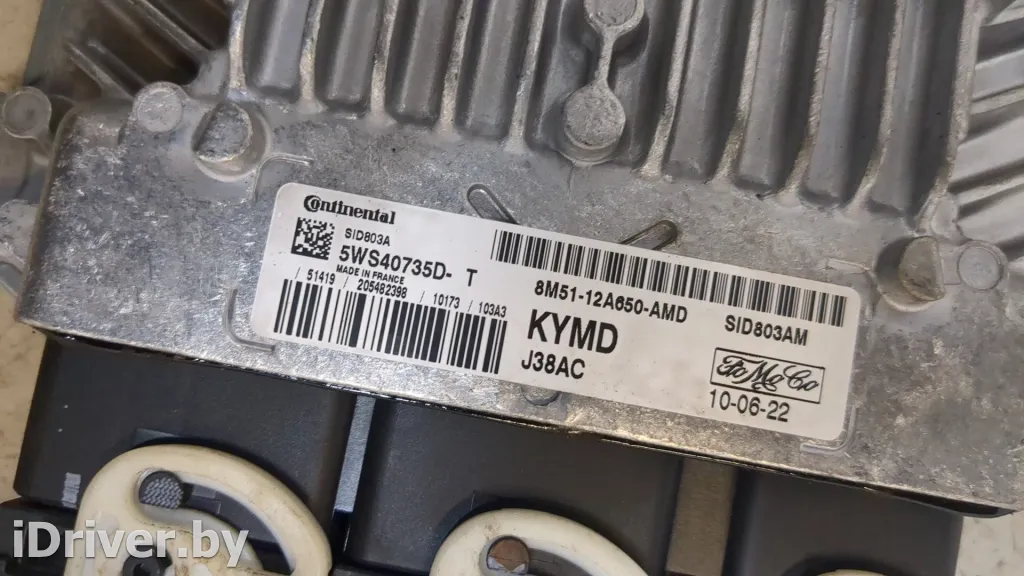 Continental
SID803A
5WS40735D- T
MADE IN FRANCE
/ 51419 / 205482398 / 10173 / 103A3
8M51-12A650-AMD
SID803AM
KYMD
J38AC
FoMoCo
10-06-22
iDriver.by